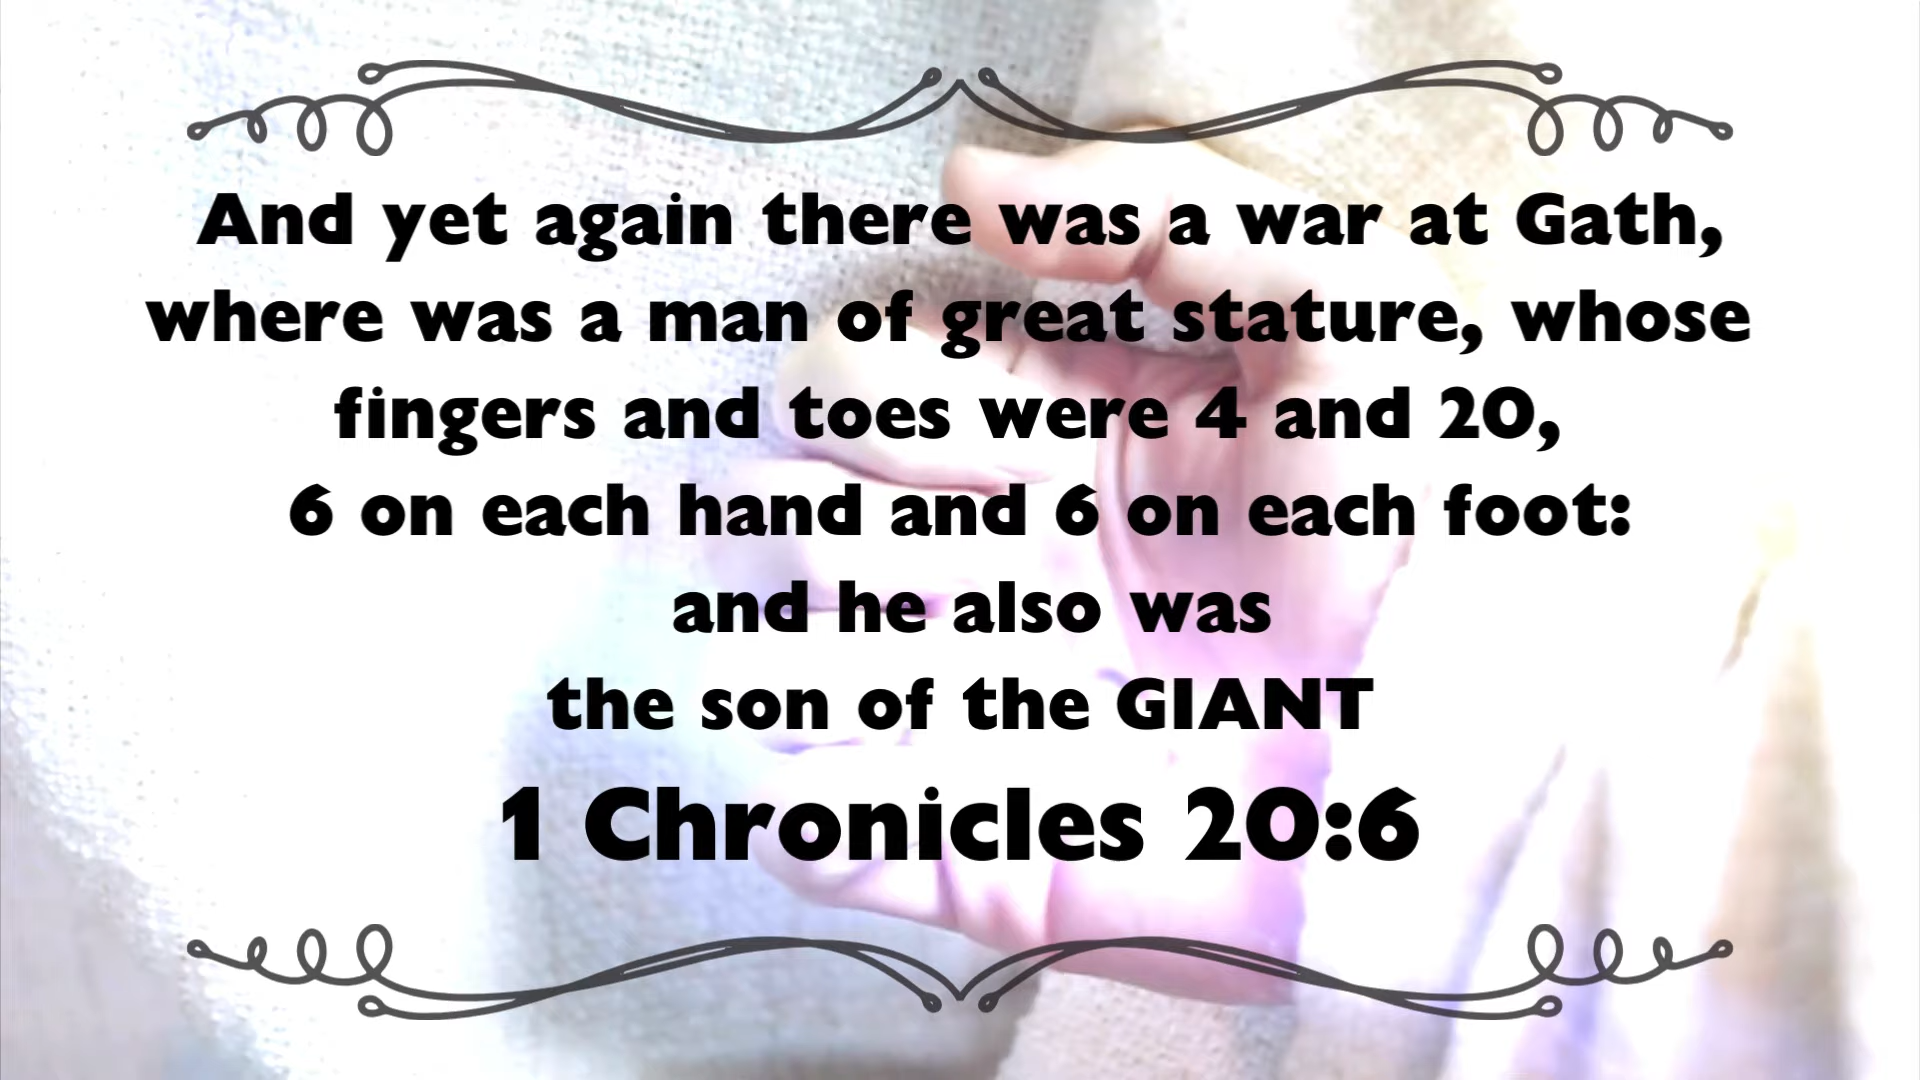 And yet again there was a war at Gath,
where was a man of great stature, whose
fingers and toes were 4 and 20,
6 on each hand and 6 on each foot:
and he also was
the son of the GIANT
1 Chronicles 20:6